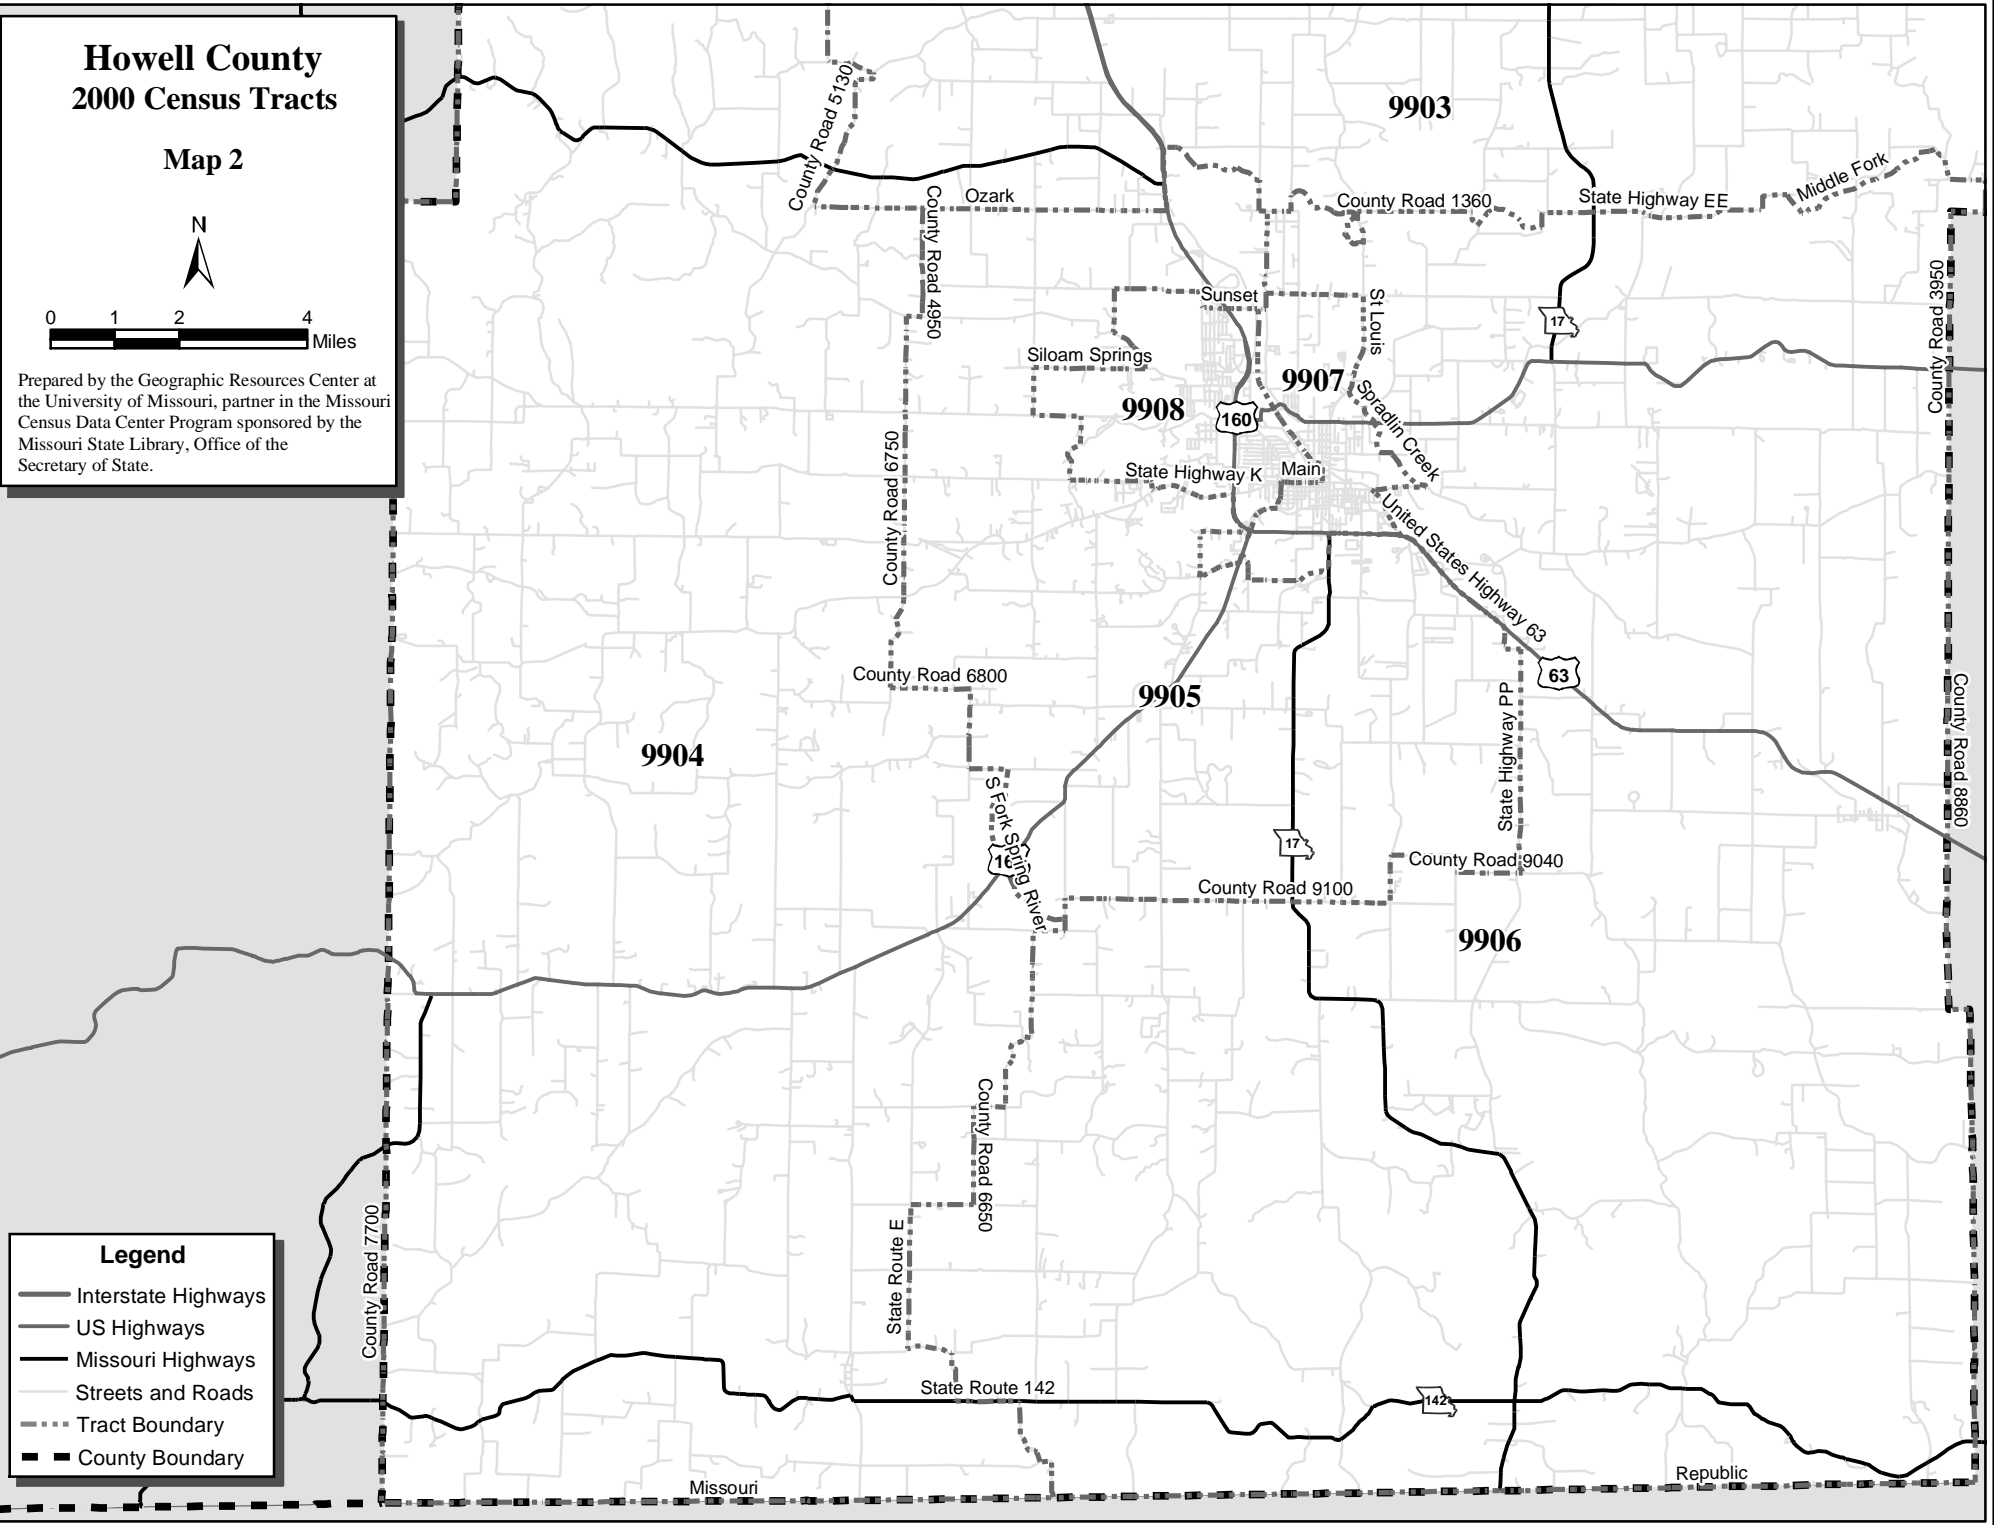 Howell County
2000 Census Tracts
Map 2
N
0 1 2 4
Miles
Prepared by the Geographic Resources Center at
the University of Missouri, partner in the Missouri
Census Data Center Program sponsored by the
Missouri State Library, Office of the
Secretary of State.
County Road 5130
9903
Middle Fork
Ozark
County Road 1360
State Highway EE
County Road 4950
County Road 3950
Sunset
St Louis
17
Siloam Springs
9907
9908
160
Spradlin Creek
County Road 6750
State Highway K
Main
United States Highway 63
63
County Road 6800
9905
State Highway PP
County Road 8860
9904
S Fork Spring River
17
County Road 9040
County Road 9100
9906
County Road 6650
County Road 7700
State Route E
State Route 142
142
Missouri
Republic
Legend
Interstate Highways
US Highways
Missouri Highways
Streets and Roads
Tract Boundary
County Boundary